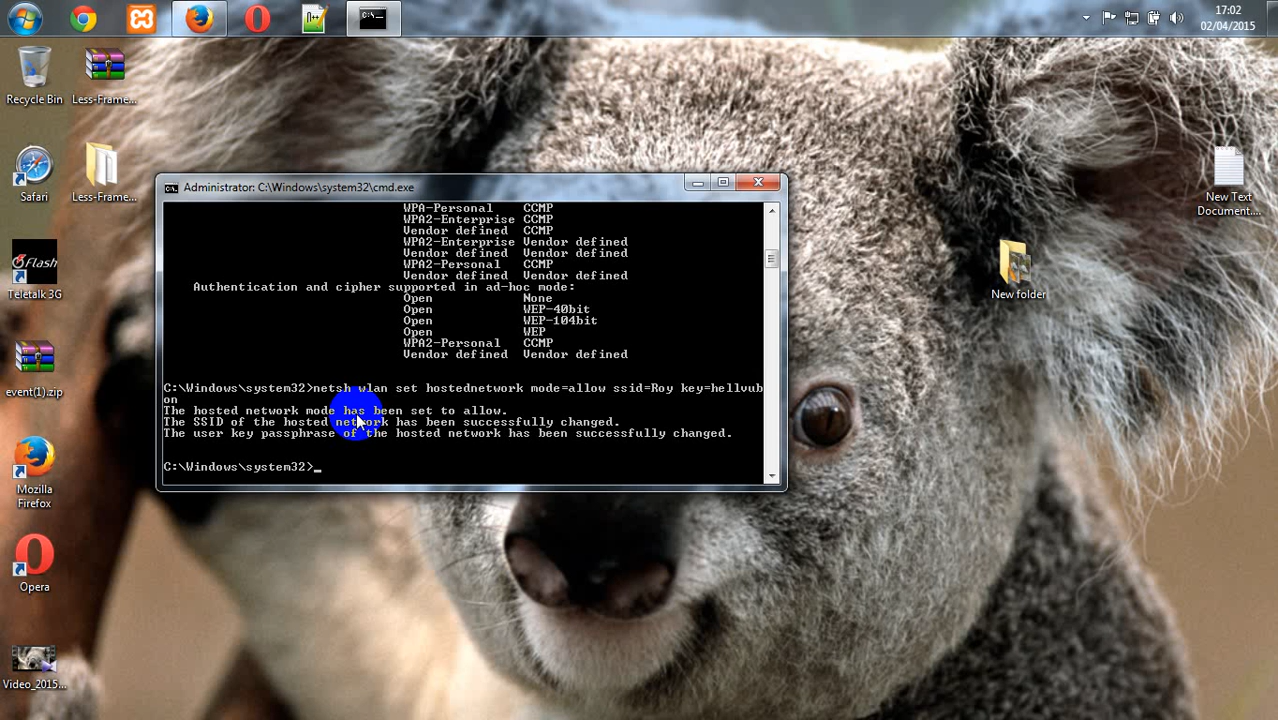 17:02
02/04/2015
Recycle Bin
Less-Frame...
Safari
Less-Frame...
Flash
Teletalk 3G
event(1).zip
Mozilla
Firefox
Opera
Video_2015...
New Text
Document....
New folder
Administrator: C:\Windows\system32\cmd.exe
WPA-Personal CCMP
WPA2-Enterprise CCMP
Vendor defined CCMP
WPA2-Enterprise Vendor defined
Vendor defined Vendor defined
WPA2-Personal CCMP
Vendor defined Vendor defined
Authentication and cipher supported in ad-hoc mode:
Open None
Open WEP-40bit
Open WEP-104bit
Open WEP
WPA2-Personal CCMP
Vendor defined Vendor defined
C:\Windows\system32>netsh wlan set hostednetwork mode=allow ssid=Roy key=hellvub
on
The hosted network mode has been set to allow.
The SSID of the hosted network has been successfully changed.
The user key passphrase of the hosted network has been successfully changed.
C:\Windows\system32>_